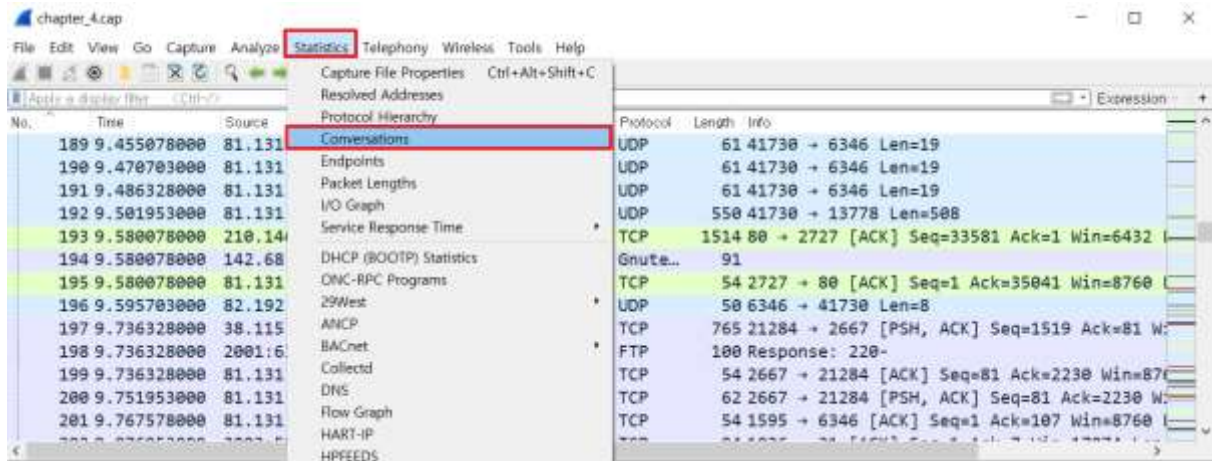 chapter_4.cap
File Edit View Go Capture Analyze Statistics Telephony Wireless Tools Help
Apply a display filter Expression +
No. Time Source Protocol Length Info
189 9.455078000 81.131 UDP 61 41730 → 6346 Len=19
190 9.470703000 81.131 UDP 61 41730 → 6346 Len=19
191 9.486328000 81.131 UDP 61 41730 → 6346 Len=19
192 9.501953000 81.131 UDP 550 41730 → 13778 Len=508
193 9.580078000 210.14 TCP 1514 80 → 2727 [ACK] Seq=33581 Ack=1 Win=6432
194 9.580078000 142.68 Gnute… 91
195 9.580078000 81.131 TCP 54 2727 → 80 [ACK] Seq=1 Ack=35041 Win=8760
196 9.595703000 82.192 UDP 50 6346 → 41730 Len=8
197 9.736328000 38.115 TCP 765 21284 → 2667 [PSH, ACK] Seq=1519 Ack=81
198 9.736328000 2001:6 FTP 100 Response: 220-
199 9.736328000 81.131 TCP 54 2667 → 21284 [ACK] Seq=81 Ack=2230 Win=87
200 9.751953000 81.131 TCP 62 2667 → 21284 [PSH, ACK] Seq=81 Ack=2230
201 9.767578000 81.131 TCP 54 1595 → 6346 [ACK] Seq=1 Ack=107 Win=8760
Capture File Properties Ctrl+Alt+Shift+C
Resolved Addresses
Protocol Hierarchy
Conversations
Endpoints
Packet Lengths
I/O Graph
Service Response Time
DHCP (BOOTP) Statistics
ONC-RPC Programs
29West
ANCP
BACnet
Collectd
DNS
Flow Graph
HART-IP
HPFEEDS